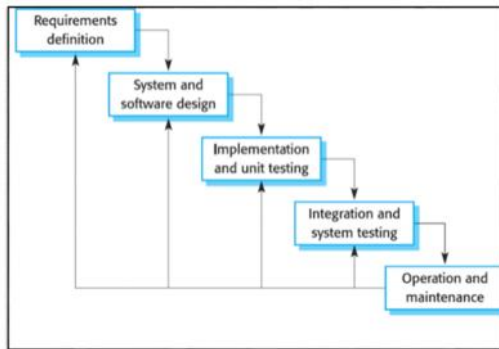 Requirements
definition
System and
software design
Implementation
and unit testing
Integration and
system testing
Operation and
maintenance